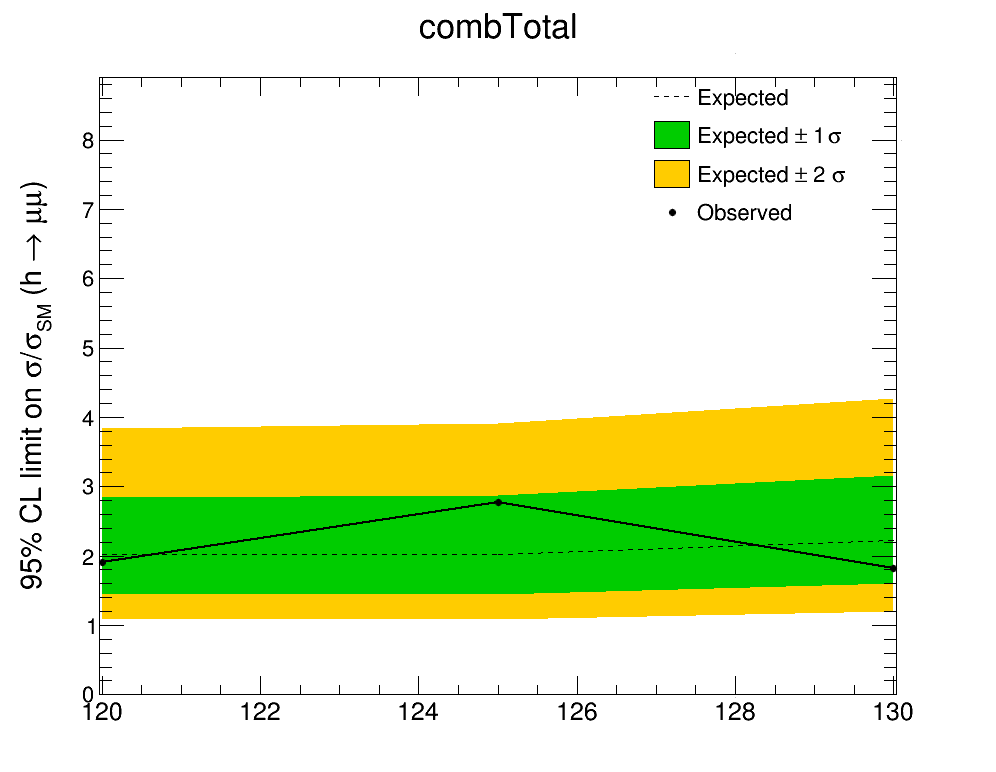 combTotal
Expected
Expected ± 1 σ
Expected ± 2 σ
Observed
95% CL limit on σ/σ_SM (h → μμ)
8
7
6
5
4
3
2
1
0
120 122 124 126 128 130